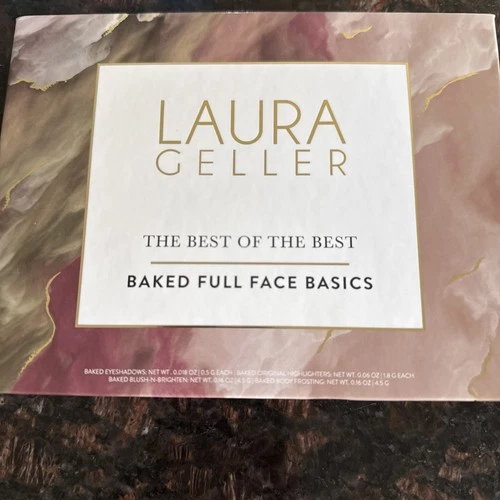 LAURA
GELLER
THE BEST OF THE BEST
BAKED FULL FACE BASICS
BAKED EYESHADOWS: NET WT. 0.018 OZ | 0.5 G EACH BAKED ORIGINAL HIGHLIGHTERS: NET WT. 0.06 OZ | 1.8 G EACH
BAKED BLUSH-N-BRIGHTEN: NET WT. 0.16 OZ | 4.5 G BAKED BODY FROSTING: NET WT. 0.16 OZ | 4.5 G